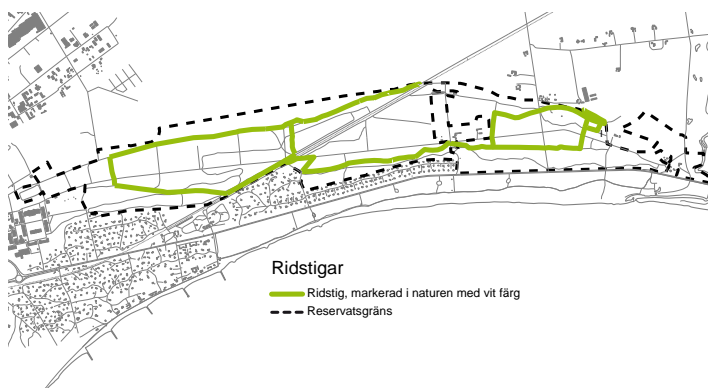 Ridstigar
Ridstig, markerad i naturen med vit färg
Reservatsgräns